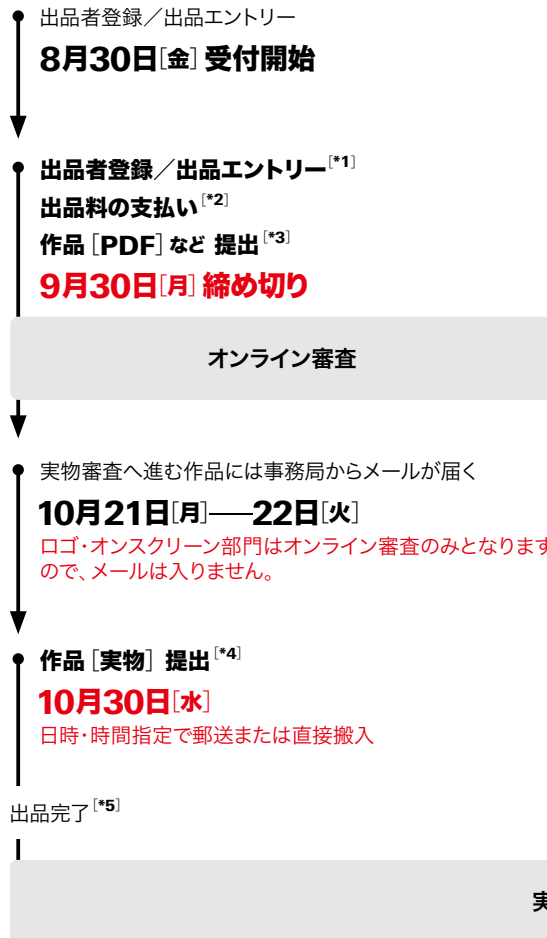 出品者登録／出品エントリー
8月30日[金] 受付開始
出品者登録／出品エントリー[*1]
出品料の支払い[*2]
作品［PDF］など 提出[*3]
9月30日[月] 締め切り
オンライン審査
実物審査へ進む作品には事務局からメールが届く
10月21日[月]──22日[火]
ロゴ・オンスクリーン部門はオンライン審査のみとなります
ので、メールは入りません。
作品［実物］提出[*4]
10月30日[水]
日時・時間指定で郵送または直接搬入
出品完了[*5]
実